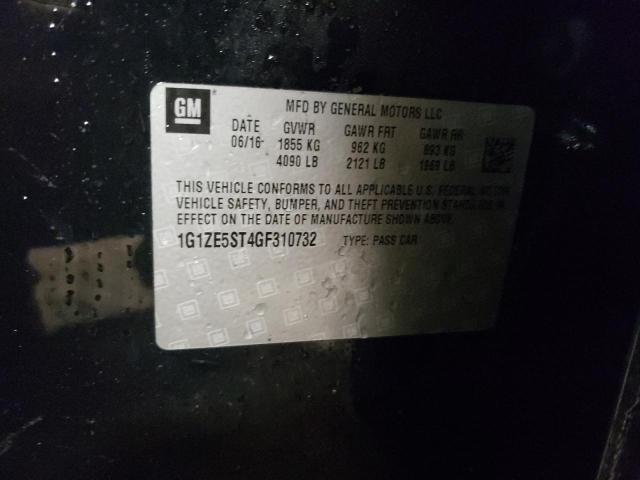 GM
MFD BY GENERAL MOTORS LLC
DATE GVWR GAWR FRT GAWR RR
06/16 1855 KG 962 KG 893 KG
4090 LB 2121 LB 1969 LB
THIS VEHICLE CONFORMS TO ALL APPLICABLE U.S. FEDERAL MOTOR
VEHICLE SAFETY, BUMPER, AND THEFT PREVENTION STANDARDS IN
EFFECT ON THE DATE OF MANUFACTURE SHOWN ABOVE.
1G1ZE5ST4GF310732 TYPE: PASS CAR